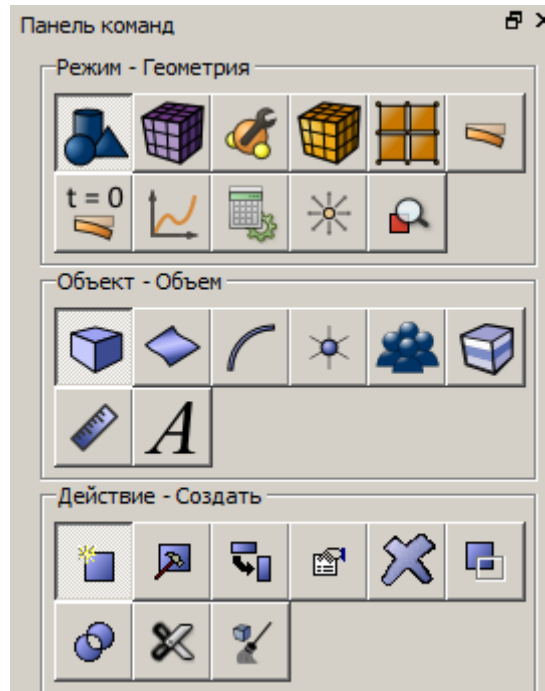 Панель команд
Режим - Геометрия
t = 0
Объект - Объем
A
Действие - Создать